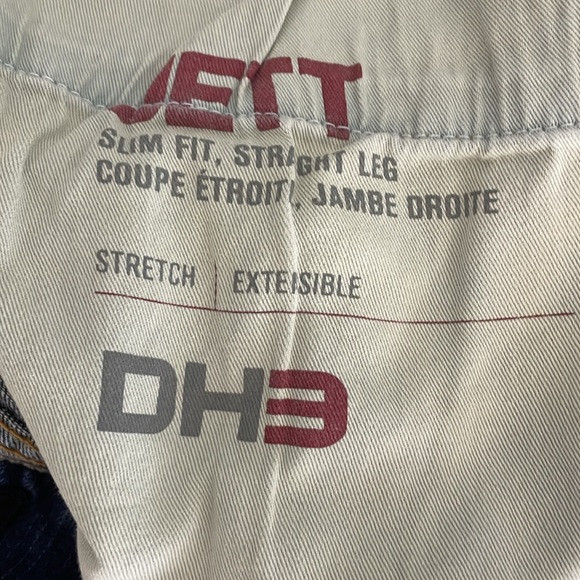 JETT
SLIM FIT, STRAIGHT LEG
COUPE ÉTROITE, JAMBE DROITE
STRETCH | EXTENSIBLE
DH3